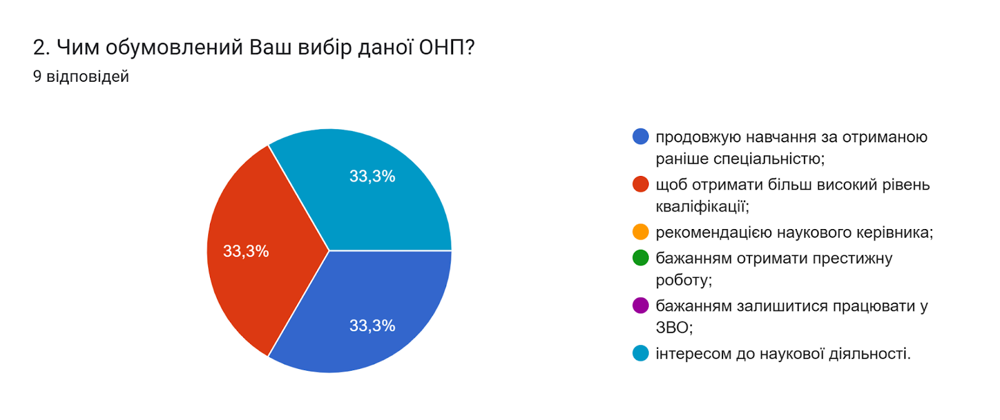 2. Чим обумовлений Ваш вибір даної ОНП?
9 відповідей
33,3%
33,3%
33,3%
продовжую навчання за отриманою
раніше спеціальністю;
щоб отримати більш високий рівень
кваліфікації;
рекомендацією наукового керівника;
бажанням отримати престижну
роботу;
бажанням залишитися працювати у
ЗВО;
інтересом до наукової діяльності.